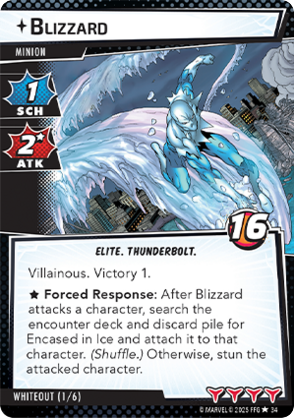 BLIZZARD
MINION
1
SCH
2★
ATK
16
ELITE. THUNDERBOLT.
Villainous. Victory 1.
★ Forced Response: After Blizzard
attacks a character, search the
encounter deck and discard pile for
Encased in Ice and attach it to that
character. (Shuffle.) Otherwise, stun the
attacked character.
WHITEOUT (1/6)
© MARVEL © 2025 FFG ★ 34